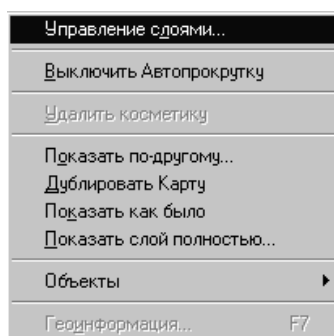 Управление слоями...
Выключить Автопрокрутку
Удалить косметику
Показать по-другому...
Дублировать Карту
Показать как было
Показать слой полностью...
Объекты
Геоинформация... F7